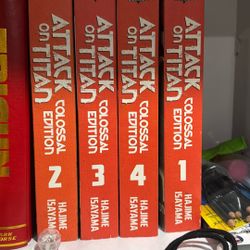 TRIGUN
ATTACK
ON TITAN
COLOSSAL
EDITION
2
HAJIME
ISAYAMA
ATTACK
ON TITAN
COLOSSAL
EDITION
3
HAJIME
ISAYAMA
ATTACK
ON TITAN
COLOSSAL
EDITION
4
HAJIME
ISAYAMA
ATTACK
ON TITAN
COLOSSAL
EDITION
1
HAJIME
ISAYAMA